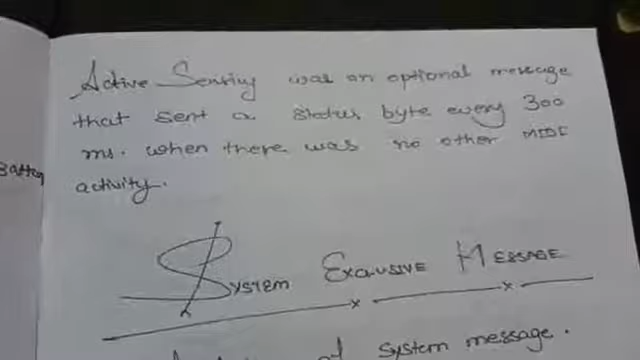 Active Sensing was an optional message
that sent a status byte every 300
ms. when there was no other MIDI
activity.
System Exclusive Message
system message.